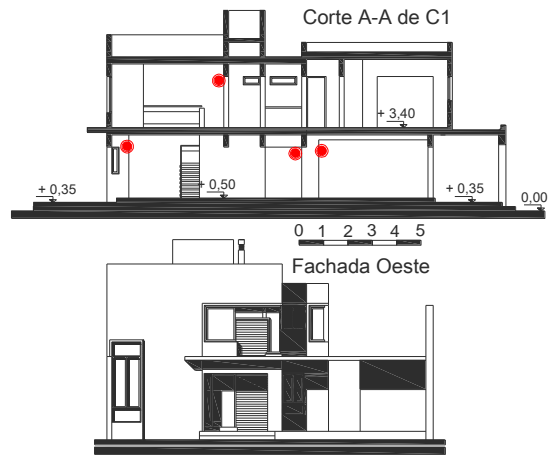 Corte A-A de C1
+ 3,40
+ 0,35
+ 0,50
+ 0,35
0,00
0 1 2 3 4 5
Fachada Oeste